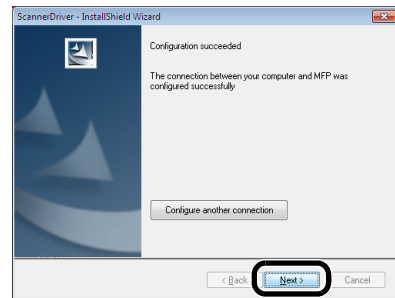 ScannerDriver - InstallShield Wizard
Configuration succeeded
The connection between your computer and MFP was
configured successfully
Configure another connection
< Back
Next >
Cancel